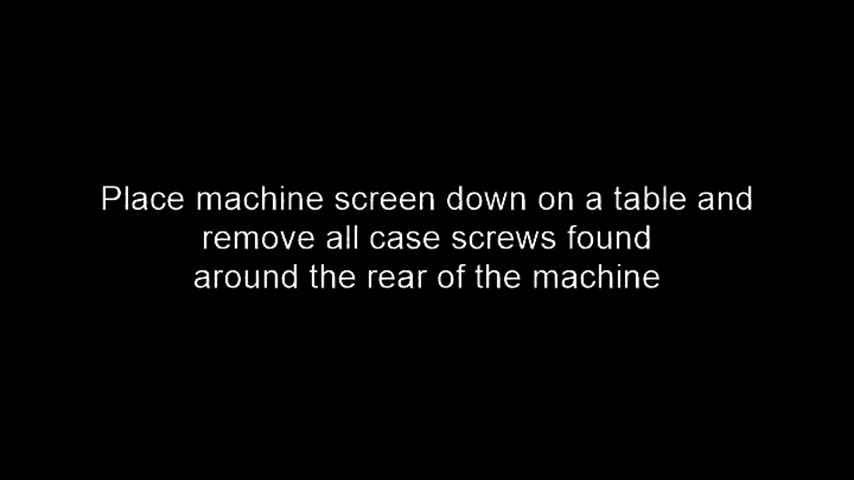 Place machine screen down on a table and
remove all case screws found
around the rear of the machine